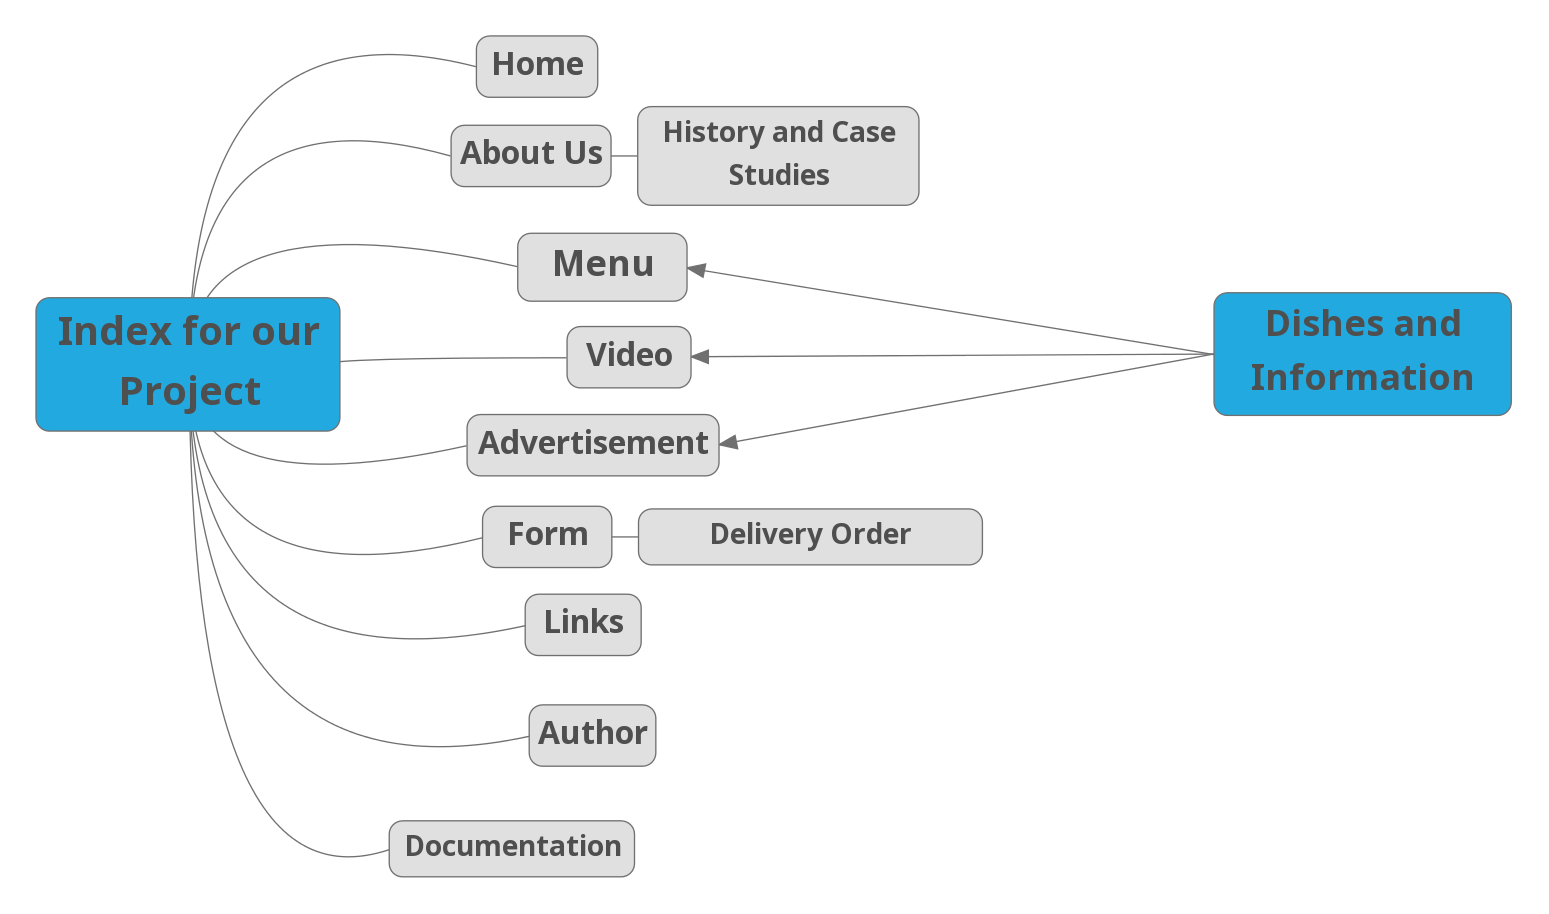 Home
About Us
History and Case
Studies
Menu
Index for our
Project
Video
Dishes and
Information
Advertisement
Form
Delivery Order
Links
Author
Documentation